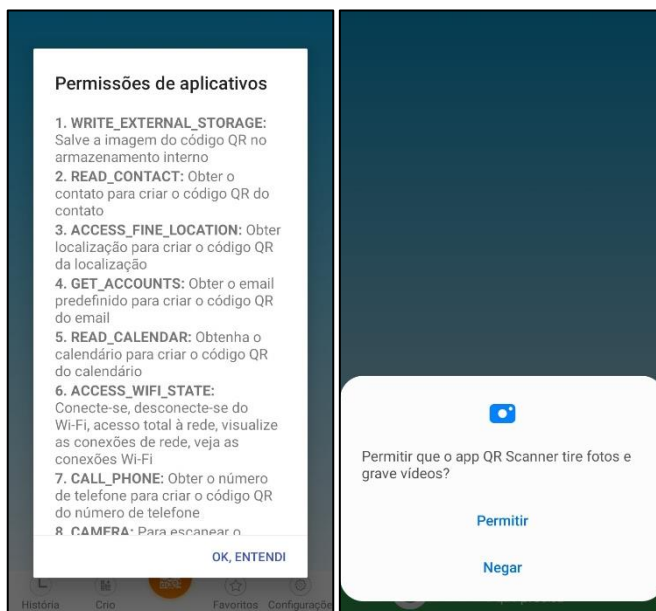 Permissões de aplicativos
1. WRITE_EXTERNAL_STORAGE:
Salve a imagem do código QR no
armazenamento interno
2. READ_CONTACT: Obter o
contato para criar o código QR do
contato
3. ACCESS_FINE_LOCATION: Obter
localização para criar o código QR
da localização
4. GET_ACCOUNTS: Obter o email
predefinido para criar o código QR
do email
5. READ_CALENDAR: Obtenha o
calendário para criar o código QR
do calendário
6. ACCESS_WIFI_STATE:
Conecte-se, desconecte-se do
Wi-Fi, acesso total à rede, visualize
as conexões de rede, veja as
conexões Wi-Fi
7. CALL_PHONE: Obter o número
de telefone para criar o código QR
do número de telefone
8. CAMERA: Para escanear o
OK, ENTENDI
História Crio Favoritos Configuraçõe
Permitir que o app QR Scanner tire fotos e
grave vídeos?
Permitir
Negar